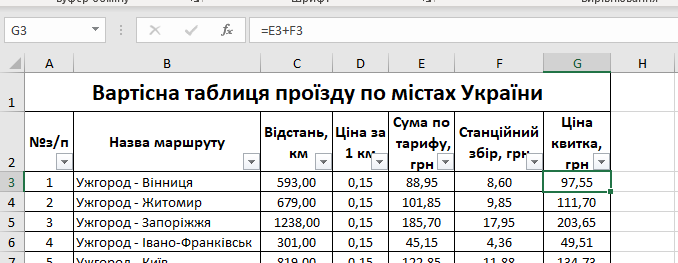 G3 fx =E3+F3
A B C D E F G H
1 Вартісна таблиця проїзду по містах України
2 №з/п Назва маршруту Відстань, км Ціна за 1 км Сума по тарифу, грн Станційний збір, грн Ціна квитка, грн
3 1 Ужгород - Вінниця 593,00 0,15 88,95 8,60 97,55
4 2 Ужгород - Житомир 679,00 0,15 101,85 9,85 111,70
5 3 Ужгород - Запоріжжя 1238,00 0,15 185,70 17,95 203,65
6 4 Ужгород - Івано-Франківськ 301,00 0,15 45,15 4,36 49,51
7 5 Ужгород - Київ 819,00 0,15 122,85 11,88 134,73